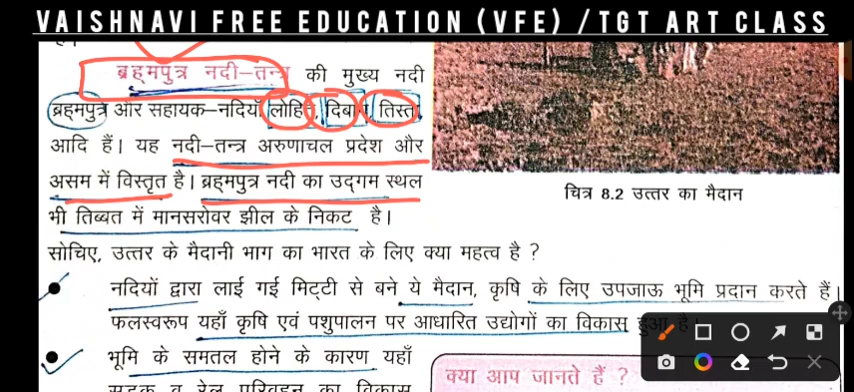 VAISHNAVI FREE EDUCATION (VFE) / TGT ART CLASS
ब्रह्मपुत्र नदी–तन्त्र की मुख्य नदी
ब्रह्मपुत्र और सहायक–नदियाँ लोहित, दिबांग, तिस्ता
आदि हैं। यह नदी–तन्त्र अरुणाचल प्रदेश और
असम में विस्तृत है। ब्रह्मपुत्र नदी का उद्गम स्थल
भी तिब्बत में मानसरोवर झील के निकट है।
चित्र 8.2 उत्तर का मैदान
सोचिए, उत्तर के मैदानी भाग का भारत के लिए क्या महत्व है ?
नदियों द्वारा लाई गई मिट्टी से बने ये मैदान, कृषि के लिए उपजाऊ भूमि प्रदान करते हैं।
फलस्वरूप यहाँ कृषि एवं पशुपालन पर आधारित उद्योगों का विकास हुआ है।
भूमि के समतल होने के कारण यहाँ
सड़क व रेल परिवहन का विकास
क्या आप जानते हैं ?